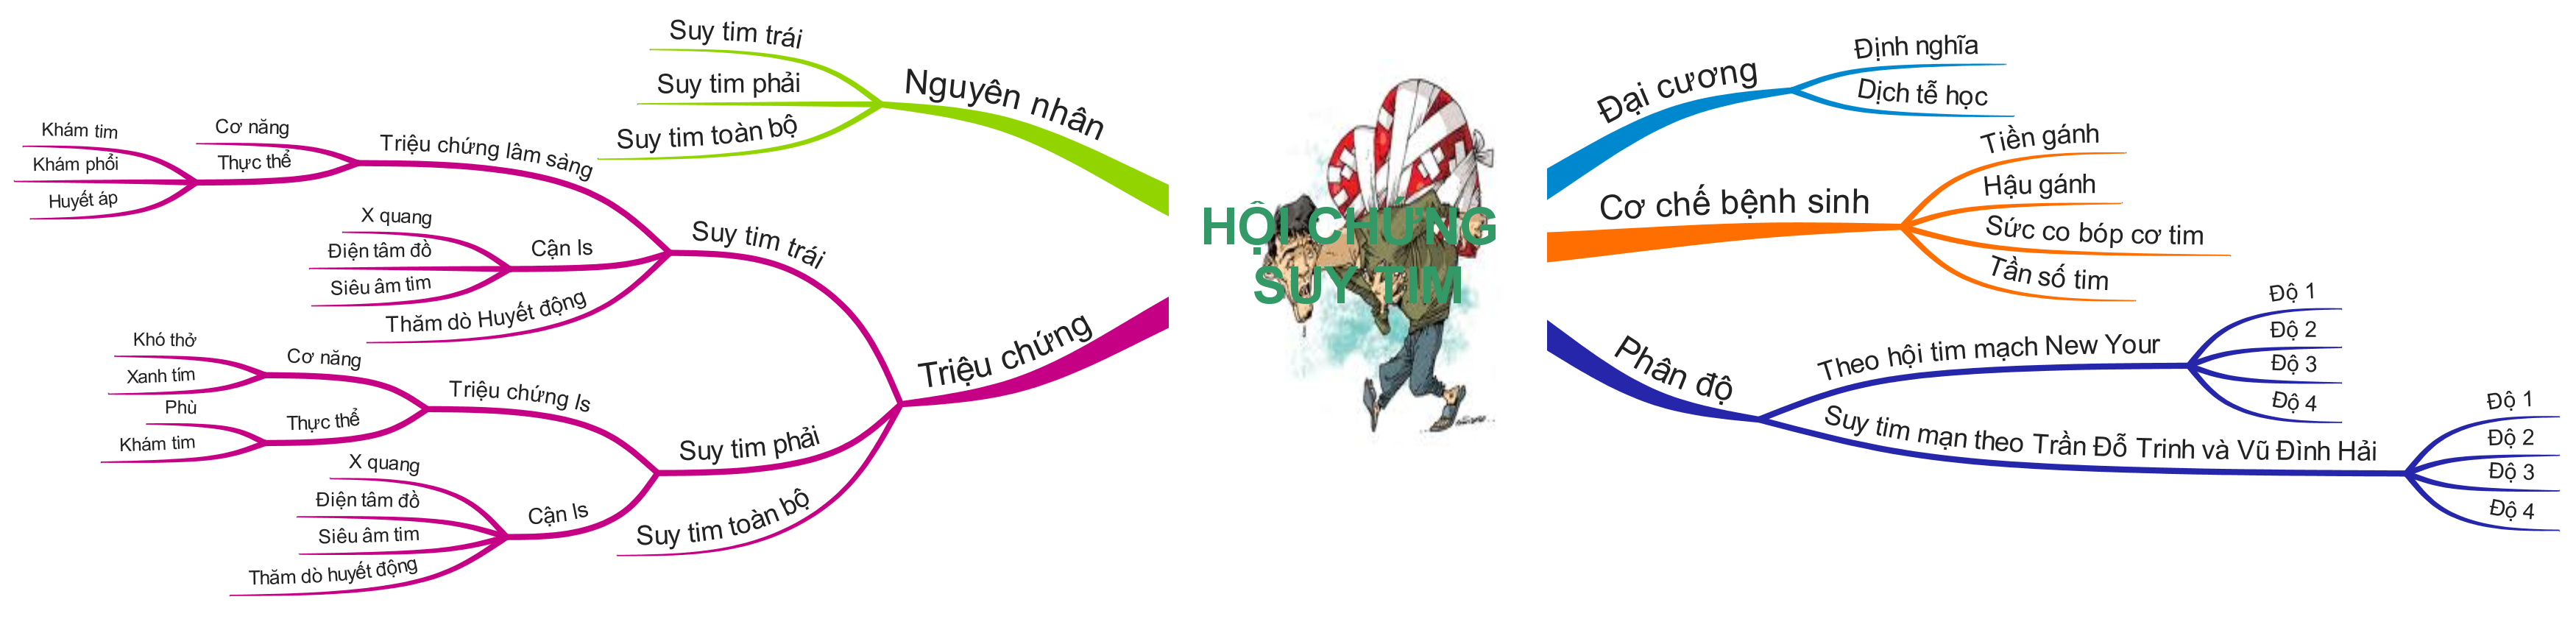 HỘI CHỨNG
SUY TIM
Đại cương
Định nghĩa
Dịch tễ học
Cơ chế bệnh sinh
Tiền gánh
Hậu gánh
Sức co bóp cơ tim
Tần số tim
Phân độ
Theo hội tim mạch New Your
Độ 1
Độ 2
Độ 3
Độ 4
Suy tim mạn theo Trần Đỗ Trinh và Vũ Đình Hải
Độ 1
Độ 2
Độ 3
Độ 4
Nguyên nhân
Suy tim trái
Suy tim phải
Suy tim toàn bộ
Triệu chứng
Suy tim trái
Triệu chứng lâm sàng
Cơ năng
Thực thể
Khám tim
Khám phổi
Huyết áp
Cận ls
X quang
Điện tâm đồ
Siêu âm tim
Thăm dò Huyết động
Suy tim phải
Triệu chứng ls
Cơ năng
Khó thở
Xanh tím
Thực thể
Phù
Khám tim
Cận ls
X quang
Điện tâm đồ
Siêu âm tim
Thăm dò huyết động
Suy tim toàn bộ